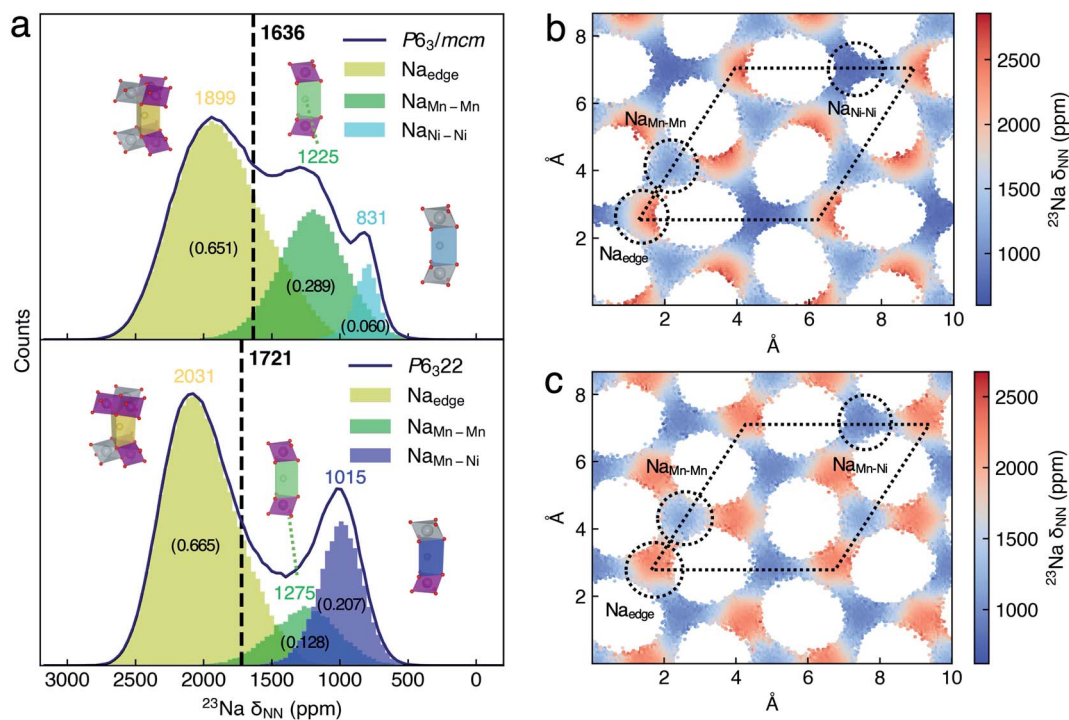 a
1636
P6₃/mcm
Na_edge
Na_Mn–Mn
Na_Ni–Ni
1899
1225
831
(0.651)
(0.289)
(0.060)
1721
P6₃22
Na_edge
Na_Mn–Mn
Na_Mn–Ni
2031
1015
1275
(0.665)
(0.207)
(0.128)
Counts
3000 2500 2000 1500 1000 500 0
²³Na δ_NN (ppm)
b
8
6
4
2
Å
Na_Mn-Mn
Na_Ni-Ni
Na_edge
2 4 6 8 10
Å
2500
2000
1500
1000
²³Na δ_NN (ppm)
c
8
6
4
2
Å
Na_Mn-Mn
Na_Mn-Ni
Na_edge
2 4 6 8 10
Å
2500
2000
1500
1000
²³Na δ_NN (ppm)